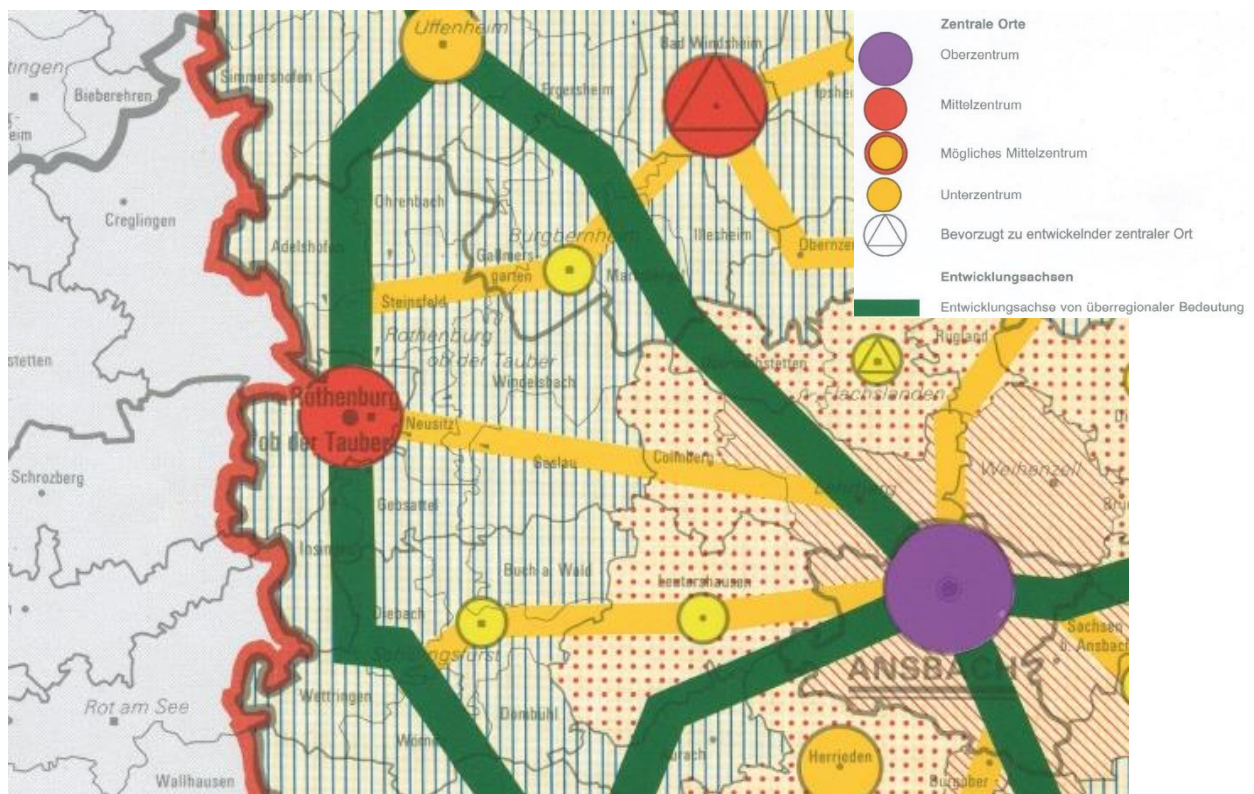 Uffenheim
Bad Windsheim
Simmershofen
Bieberehren
Ergersheim
Creglingen
Ohrenbach
Burgbernheim
Illesheim
Adelshofen
Gallmers-
garten
Steinsfeld
Rothenburg
ob der Tauber
Windelsbach
Rügland
Flachslanden
Rothenburg
ob der Tauber
Neusitz
Geslau
Colmberg
Lehrberg
Weihenzell
Schrozberg
Gebsattel
Insingen
Buch a. Wald
Leutershausen
Diebach
Sachsen
b. Ansbach
ANSBACH
Wettringen
Dombühl
Rot am See
Wallhausen
Herrieden
Zentrale Orte
Oberzentrum
Mittelzentrum
Mögliches Mittelzentrum
Unterzentrum
Bevorzugt zu entwickelnder zentraler Ort
Entwicklungsachsen
Entwicklungsachse von überregionaler Bedeutung